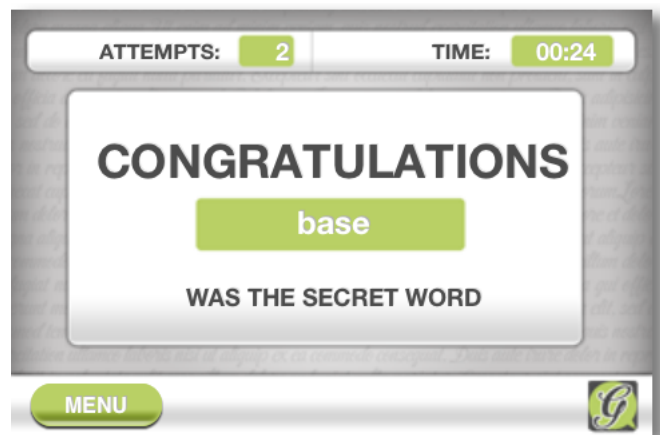 ATTEMPTS: 2 TIME: 00:24
CONGRATULATIONS
base
WAS THE SECRET WORD
MENU
G